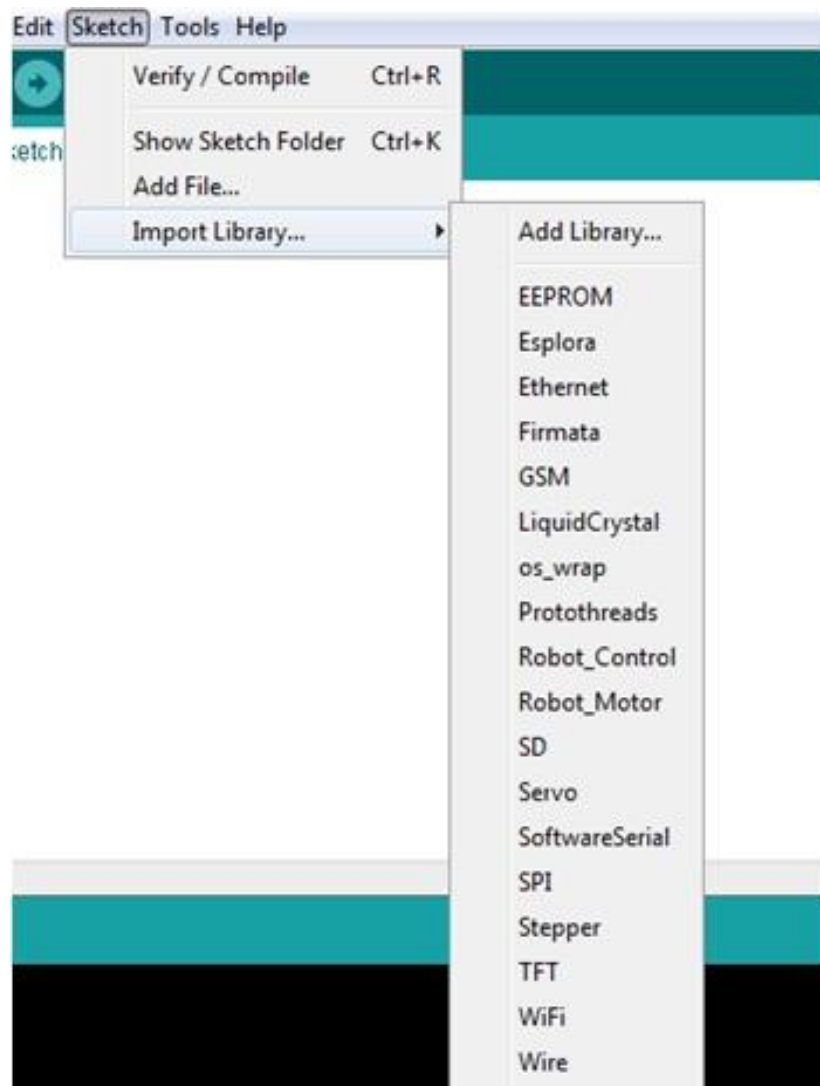 Edit Sketch Tools Help
Verify / Compile Ctrl+R
Show Sketch Folder Ctrl+K
ketch
Add File...
Import Library...
Add Library...
EEPROM
Esplora
Ethernet
Firmata
GSM
LiquidCrystal
os_wrap
Protothreads
Robot_Control
Robot_Motor
SD
Servo
SoftwareSerial
SPI
Stepper
TFT
WiFi
Wire